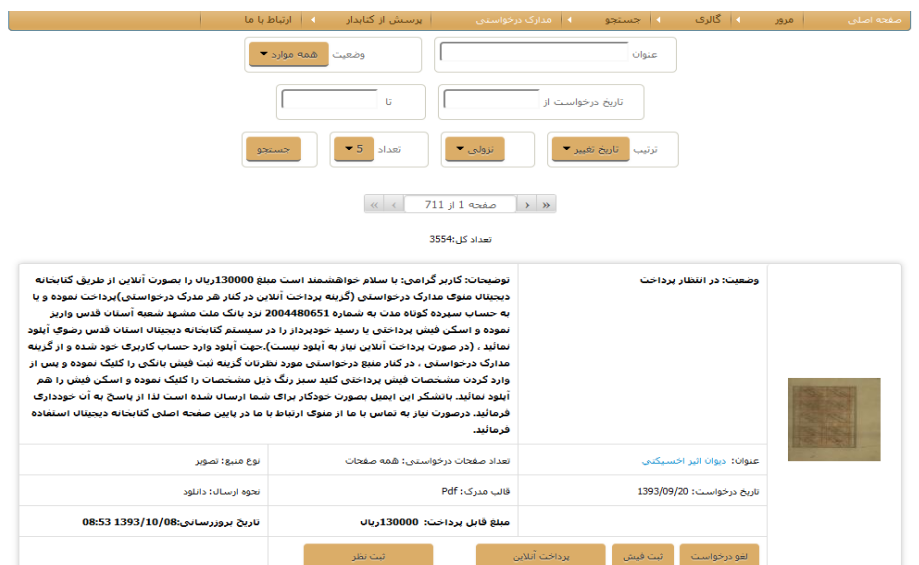 صفحه اصلی مرور گالری جستجو مدارک درخواستی پرسش از کتابدار ارتباط با ما
عنوان وضعیت همه موارد
تاریخ درخواست از تا
ترتیب تاریخ تغییر نزولی تعداد 5 جستجو
صفحه 1 از 711
تعداد کل:3554
وضعیت: در انتظار پرداخت
توضیحات: کاربر گرامی: با سلام خواهشمند است مبلغ 130000ریال را بصورت آنلاین از طریق کتابخانه
دیجیتال منوی مدارک درخواستی (گزینه پرداخت آنلاین در کنار هر مدرک درخواستی)پرداخت نموده و یا
به حساب سپرده کوتاه مدت به شماره 2004480651 نزد بانک ملت مشهد شعبه آستان قدس واریز
نموده و اسکن فیش پرداختی یا رسید خودپرداز را در سیستم کتابخانه دیجیتال استان قدس رضوي آپلود
نمائید ، (در صورت پرداخت آنلاین نیاز به آپلود نیست).جهت آپلود وارد حساب کاربری خود شده و از گزینه
مدارک درخواستی ، در کنار منبع درخواستی مورد نظرتان گزینه ثبت فیش بانکی را کلیک نموده و پس از
وارد کردن مشخصات فیش پرداختی کلید سبز رنگ ذیل مشخصات را کلیک نموده و اسکن فیش را هم
آپلود نمائید. باتشکر این ایمیل بصورت خودکار برای شما ارسال شده است لذا از پاسخ به آن خودداری
فرمائید. درصورت نیاز به تماس با ما از منوی ارتباط با ما در پایین صفحه اصلی کتابخانه دیجیتال استفاده
فرمائید.
عنوان: دیوان اثیر اخسیکتی تعداد صفحات درخواستی: همه صفحات نوع منبع: تصویر
تاریخ درخواست: 1393/09/20 قالب مدرک: Pdf نحوه ارسال: دانلود
مبلغ قابل پرداخت: 130000ریال تاریخ بروزرسانی:1393/10/08 08:53
لغو درخواست ثبت فیش پرداخت آنلاین ثبت نظر